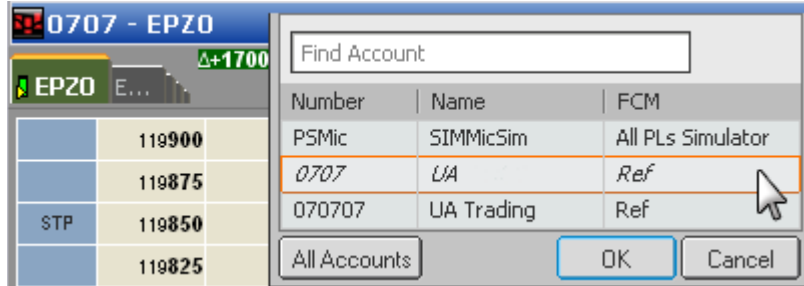 0707 - EPZ0
Δ+1700
EPZ0 E...
119900
119875
STP 119850
119825
Find Account
Number Name FCM
PSMic SIMMicSim All PLs Simulator
0707 UA Ref
070707 UA Trading Ref
All Accounts OK Cancel